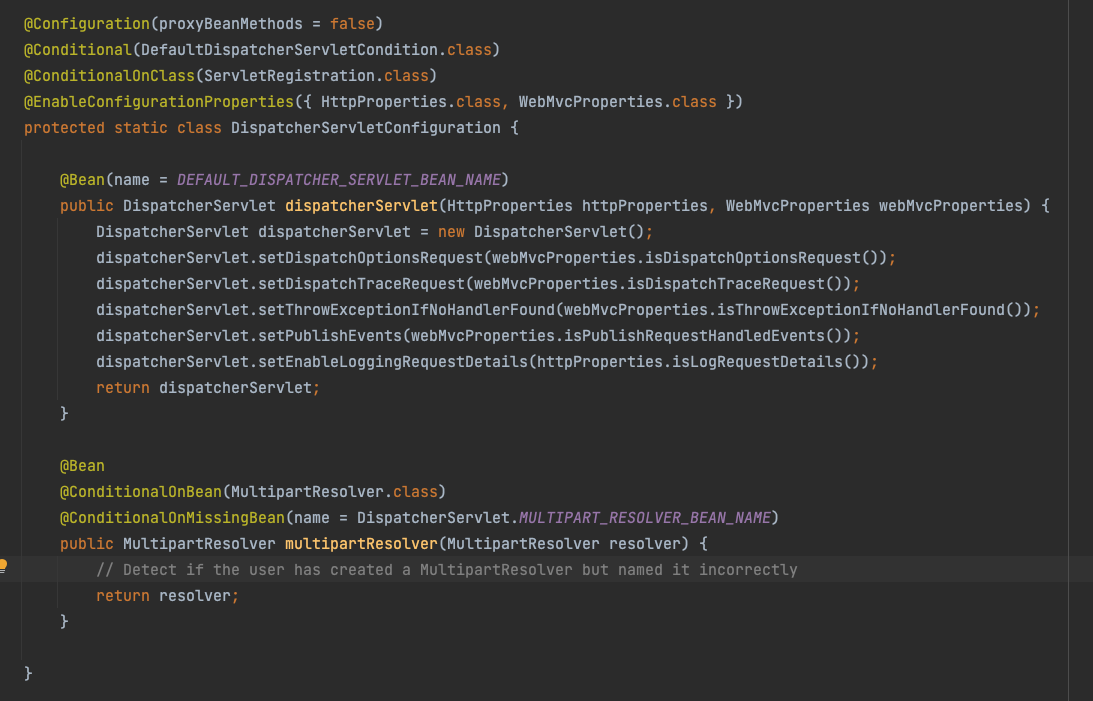 @Configuration(proxyBeanMethods = false)
@Conditional(DefaultDispatcherServletCondition.class)
@ConditionalOnClass(ServletRegistration.class)
@EnableConfigurationProperties({ HttpProperties.class, WebMvcProperties.class })
protected static class DispatcherServletConfiguration {
@Bean(name = DEFAULT_DISPATCHER_SERVLET_BEAN_NAME)
public DispatcherServlet dispatcherServlet(HttpProperties httpProperties, WebMvcProperties webMvcProperties) {
DispatcherServlet dispatcherServlet = new DispatcherServlet();
dispatcherServlet.setDispatchOptionsRequest(webMvcProperties.isDispatchOptionsRequest());
dispatcherServlet.setDispatchTraceRequest(webMvcProperties.isDispatchTraceRequest());
dispatcherServlet.setThrowExceptionIfNoHandlerFound(webMvcProperties.isThrowExceptionIfNoHandlerFound());
dispatcherServlet.setPublishEvents(webMvcProperties.isPublishRequestHandledEvents());
dispatcherServlet.setEnableLoggingRequestDetails(httpProperties.isLogRequestDetails());
return dispatcherServlet;
}
@Bean
@ConditionalOnBean(MultipartResolver.class)
@ConditionalOnMissingBean(name = DispatcherServlet.MULTIPART_RESOLVER_BEAN_NAME)
public MultipartResolver multipartResolver(MultipartResolver resolver) {
// Detect if the user has created a MultipartResolver but named it incorrectly
return resolver;
}
}